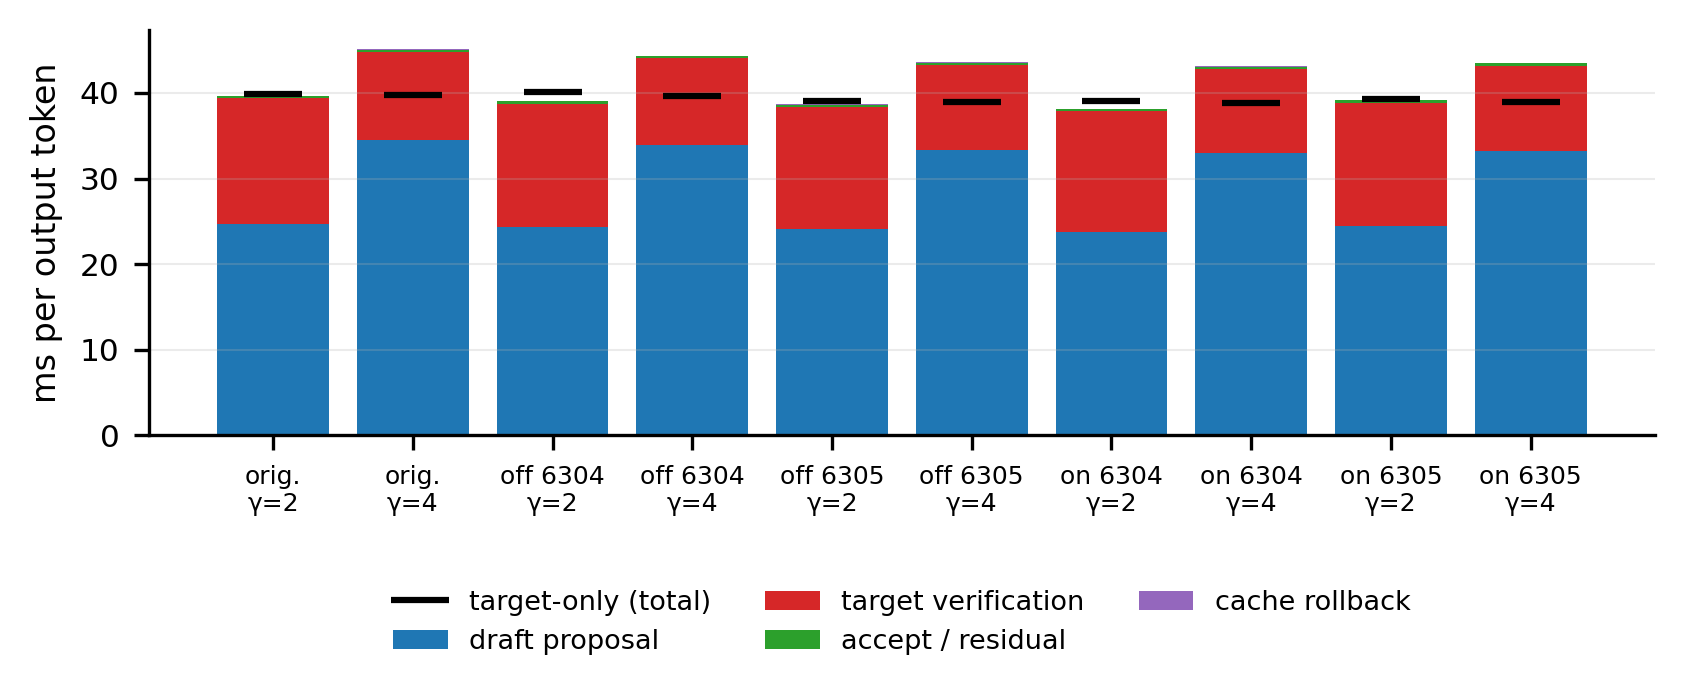 ms per output token
40
30
20
10
0
orig.
γ=2
orig.
γ=4
off 6304
γ=2
off 6304
γ=4
off 6305
γ=2
off 6305
γ=4
on 6304
γ=2
on 6304
γ=4
on 6305
γ=2
on 6305
γ=4
target-only (total)
draft proposal
target verification
accept / residual
cache rollback